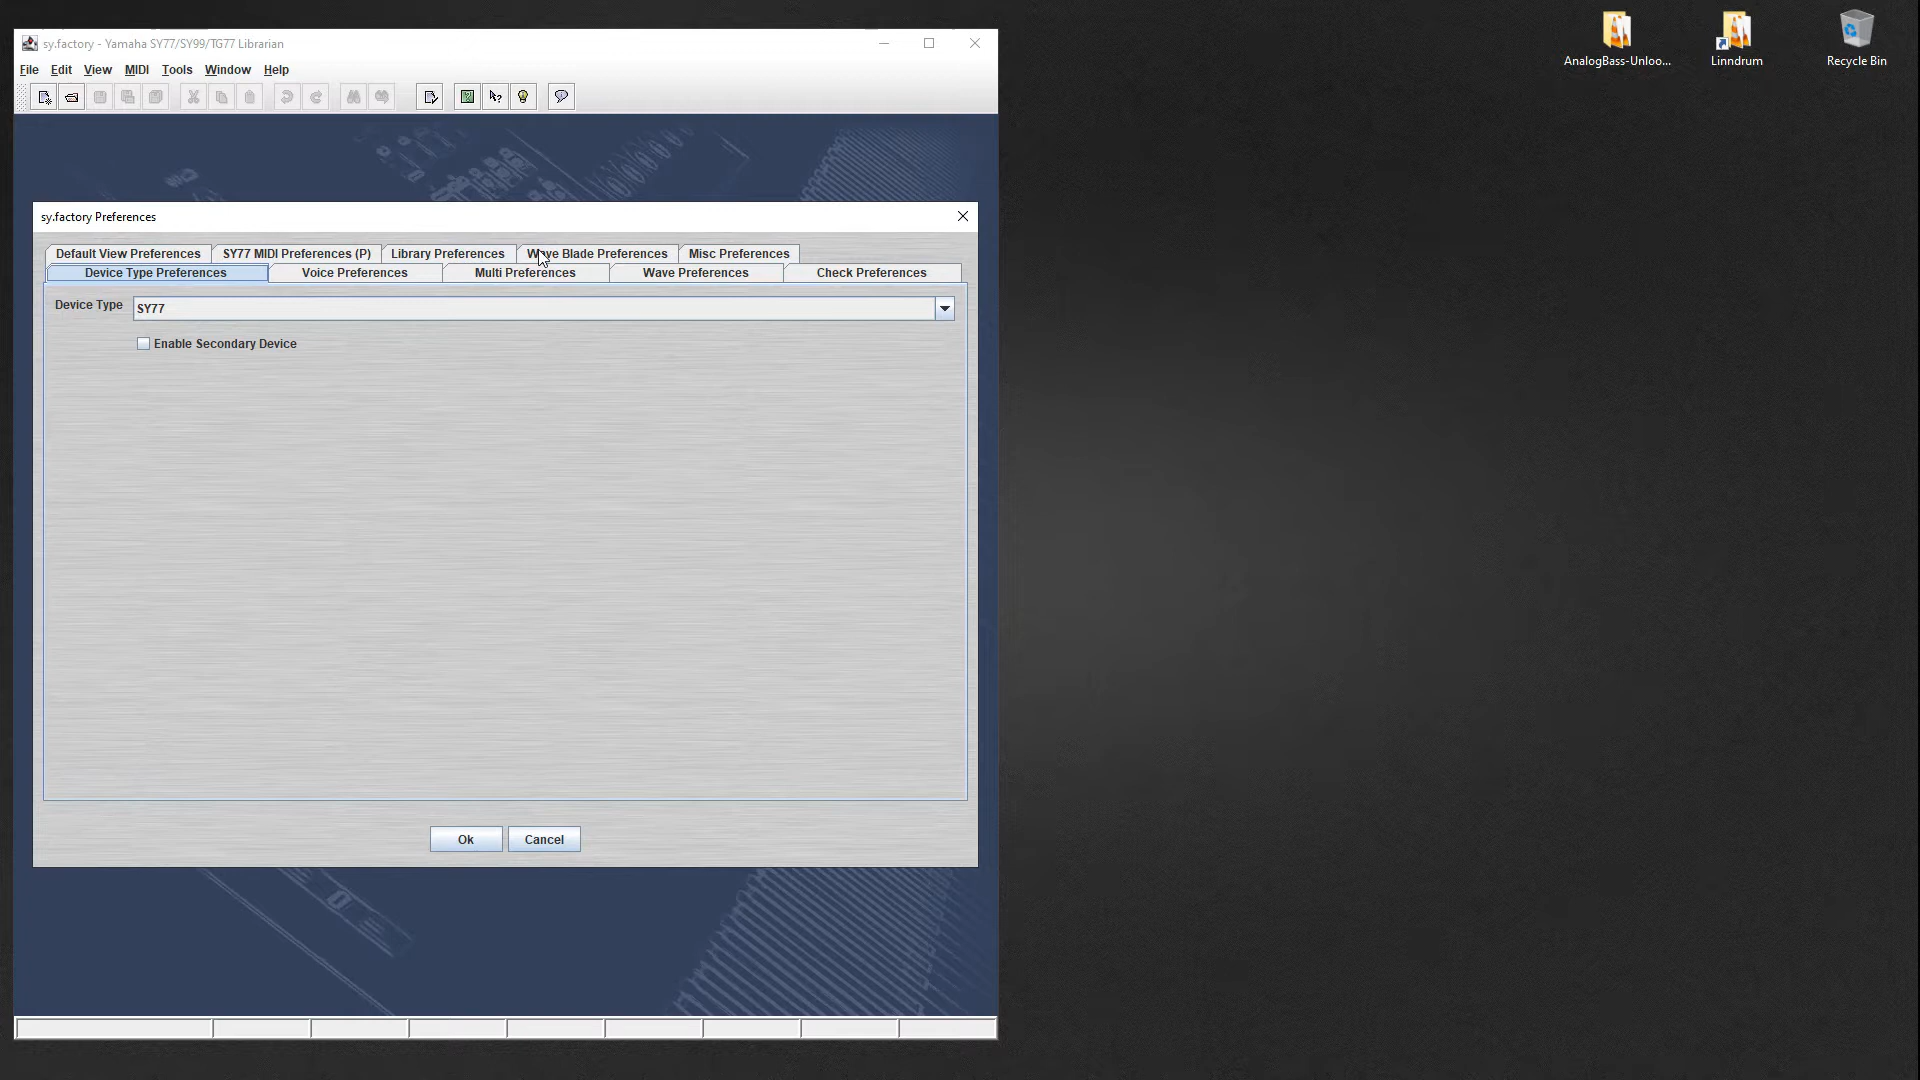 sy.factory - Yamaha SY77/SY99/TG77 Librarian
File Edit View MIDI Tools Window Help
sy.factory Preferences
Default View Preferences SY77 MIDI Preferences (P) Library Preferences Wave Blade Preferences Misc Preferences
Device Type Preferences Voice Preferences Multi Preferences Wave Preferences Check Preferences
Device Type SY77
Enable Secondary Device
Ok Cancel
AnalogBass-Unloo...
Linndrum
Recycle Bin